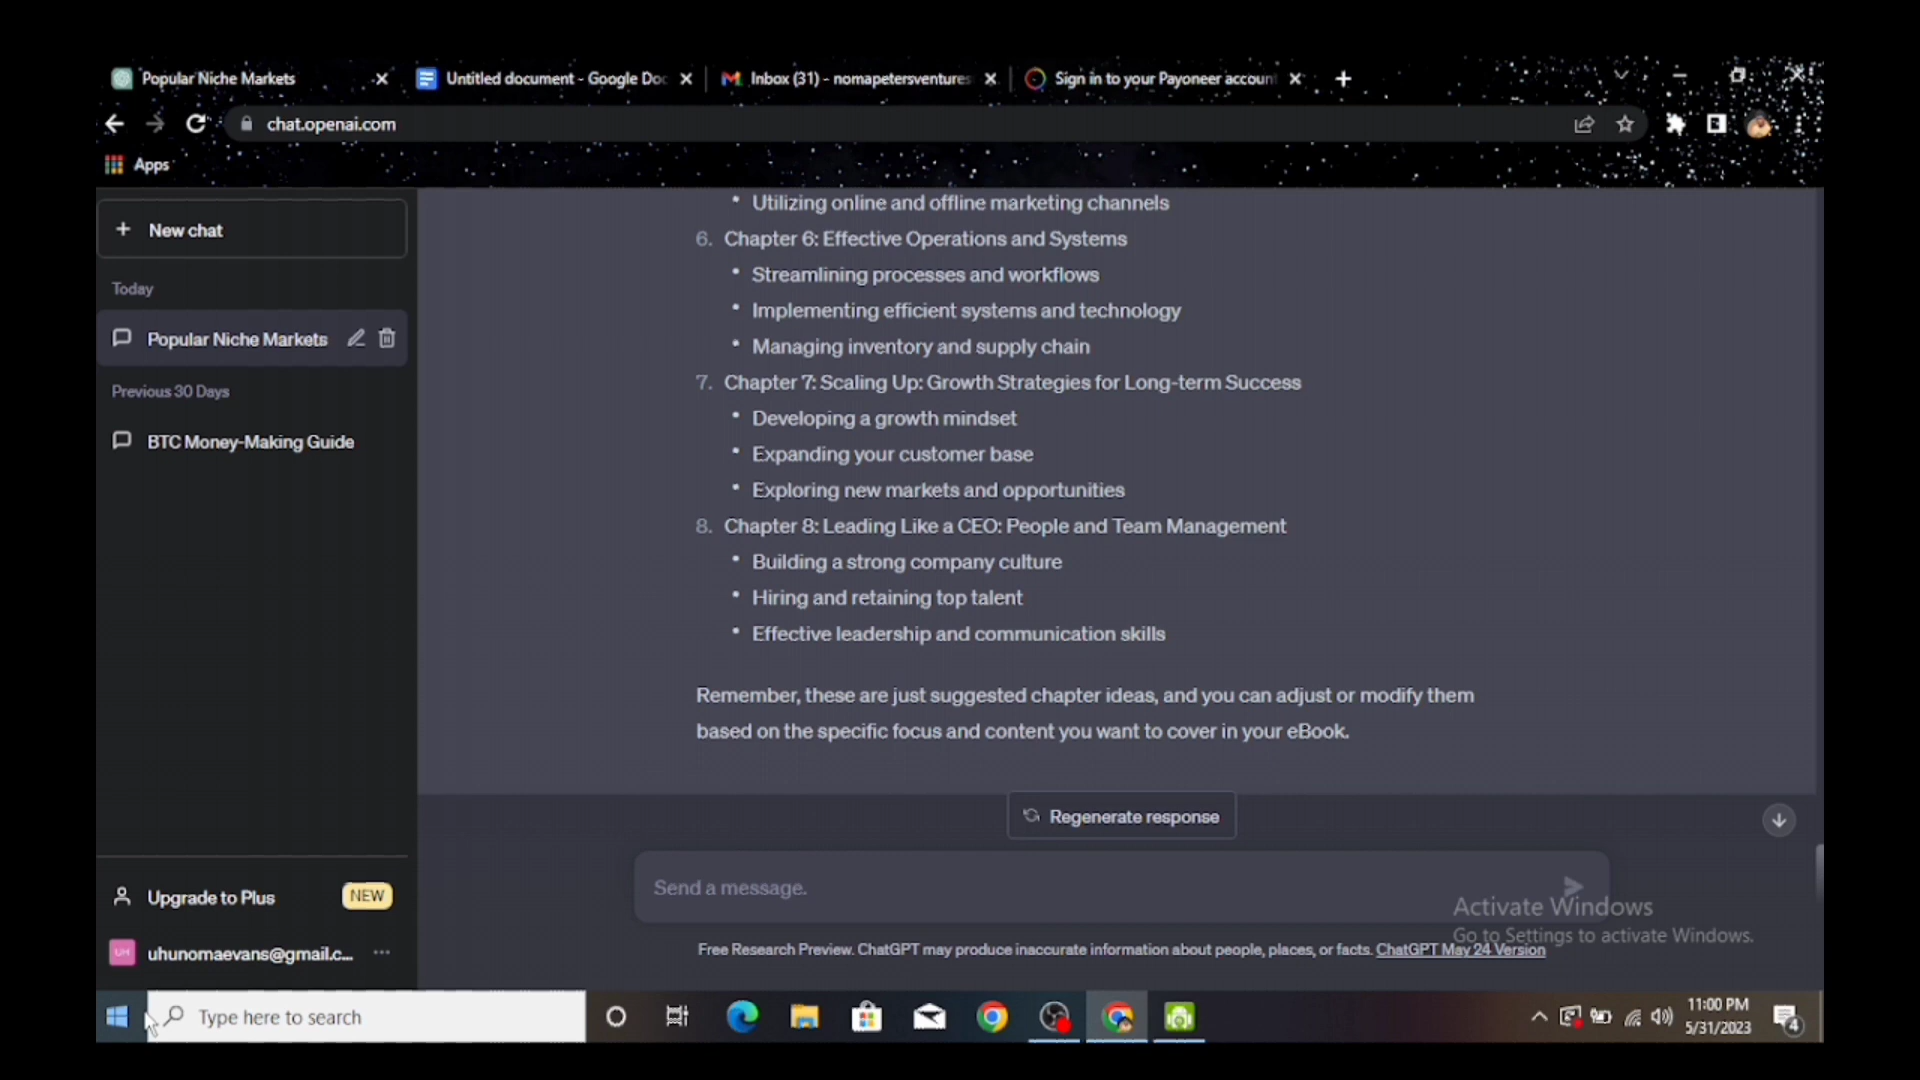 Popular Niche Markets
Untitled document - Google Doc
Inbox (31) - nomapetersventures
Sign in to your Payoneer accoun
chat.openai.com
Apps
New chat
Today
Popular Niche Markets
Previous 30 Days
BTC Money-Making Guide
Upgrade to Plus
NEW
UH
uhunomaevans@gmail.c...
• Utilizing online and offline marketing channels
6. Chapter 6: Effective Operations and Systems
• Streamlining processes and workflows
• Implementing efficient systems and technology
• Managing inventory and supply chain
7. Chapter 7: Scaling Up: Growth Strategies for Long-term Success
• Developing a growth mindset
• Expanding your customer base
• Exploring new markets and opportunities
8. Chapter 8: Leading Like a CEO: People and Team Management
• Building a strong company culture
• Hiring and retaining top talent
• Effective leadership and communication skills
Remember, these are just suggested chapter ideas, and you can adjust or modify them
based on the specific focus and content you want to cover in your eBook.
Regenerate response
Send a message.
Activate Windows
Go to Settings to activate Windows.
Free Research Preview. ChatGPT may produce inaccurate information about people, places, or facts. ChatGPT May 24 Version
Type here to search
11:00 PM
5/31/2023
4